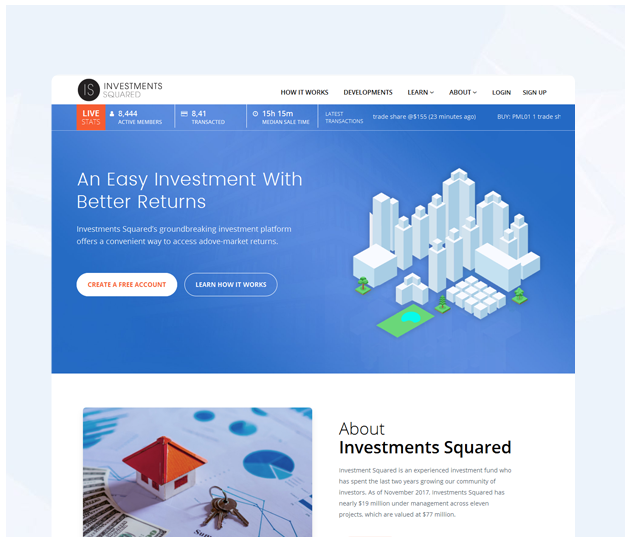 IS INVESTMENTS
SQUARED
HOW IT WORKS DEVELOPMENTS LEARN ABOUT LOGIN SIGN UP
LIVE
STATS
8,444
ACTIVE MEMBERS
8,41
TRANSACTED
15h 15m
MEDIAN SALE TIME
LATEST
TRANSACTIONS
trade share @$155 (23 minutes ago)
BUY: PML01 1 trade sh
An Easy Investment With
Better Returns
Investments Squared's groundbreaking investment platform
offers a convenient way to access adove-market returns.
CREATE A FREE ACCOUNT
LEARN HOW IT WORKS
About
Investments Squared
Investment Squared is an experienced investment fund who
has spent the last two years growing our community of
investors. As of November 2017, Investments Squared has
nearly $19 million under management across eleven
projects, which are valued at $77 million.